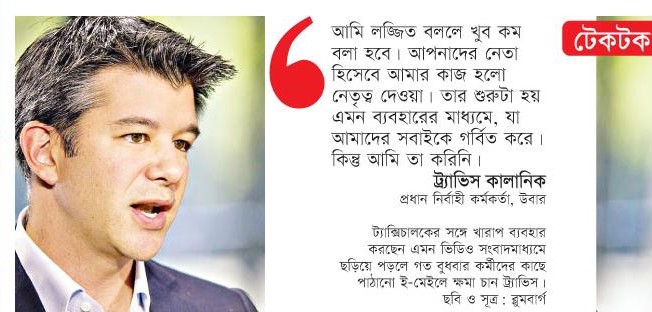 আমি লজ্জিত বললে খুব কম
বলা হবে। আপনাদের নেতা
হিসেবে আমার কাজ হলো
নেতৃত্ব দেওয়া। তার শুরুটা হয়
এমন ব্যবহারের মাধ্যমে, যা
আমাদের সবাইকে গর্বিত করে।
কিন্তু আমি তা করিনি।
ট্র্যাভিস কালানিক
প্রধান নির্বাহী কর্মকর্তা, উবার
ট্যাক্সিচালকের সঙ্গে খারাপ ব্যবহার
করছেন এমন ভিডিও সংবাদমাধ্যমে
ছড়িয়ে পড়লে গত বুধবার কর্মীদের কাছে
পাঠানো ই-মেইলে ক্ষমা চান ট্র্যাভিস।
ছবি ও সূত্র : ব্লুমবার্গ
টেকটক